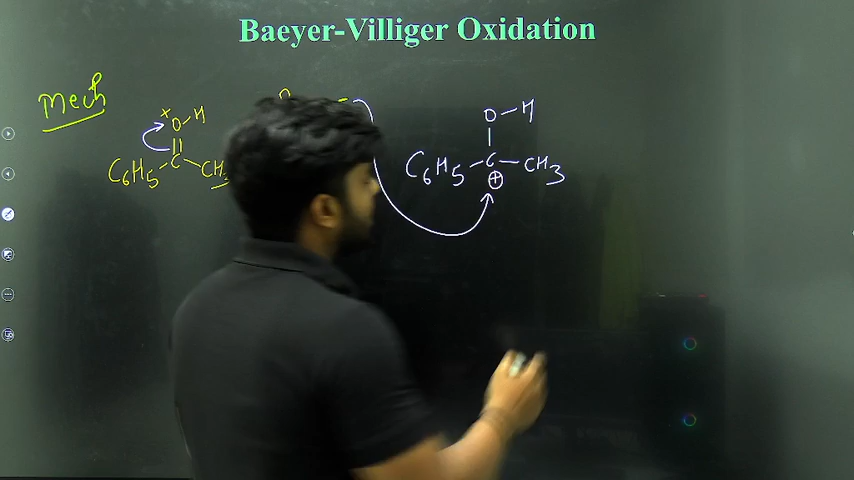 Baeyer-Villiger Oxidation
Mech
+
O-H
||
C6H5-C-CH3
O-H
|
C6H5-C-CH3
⊕